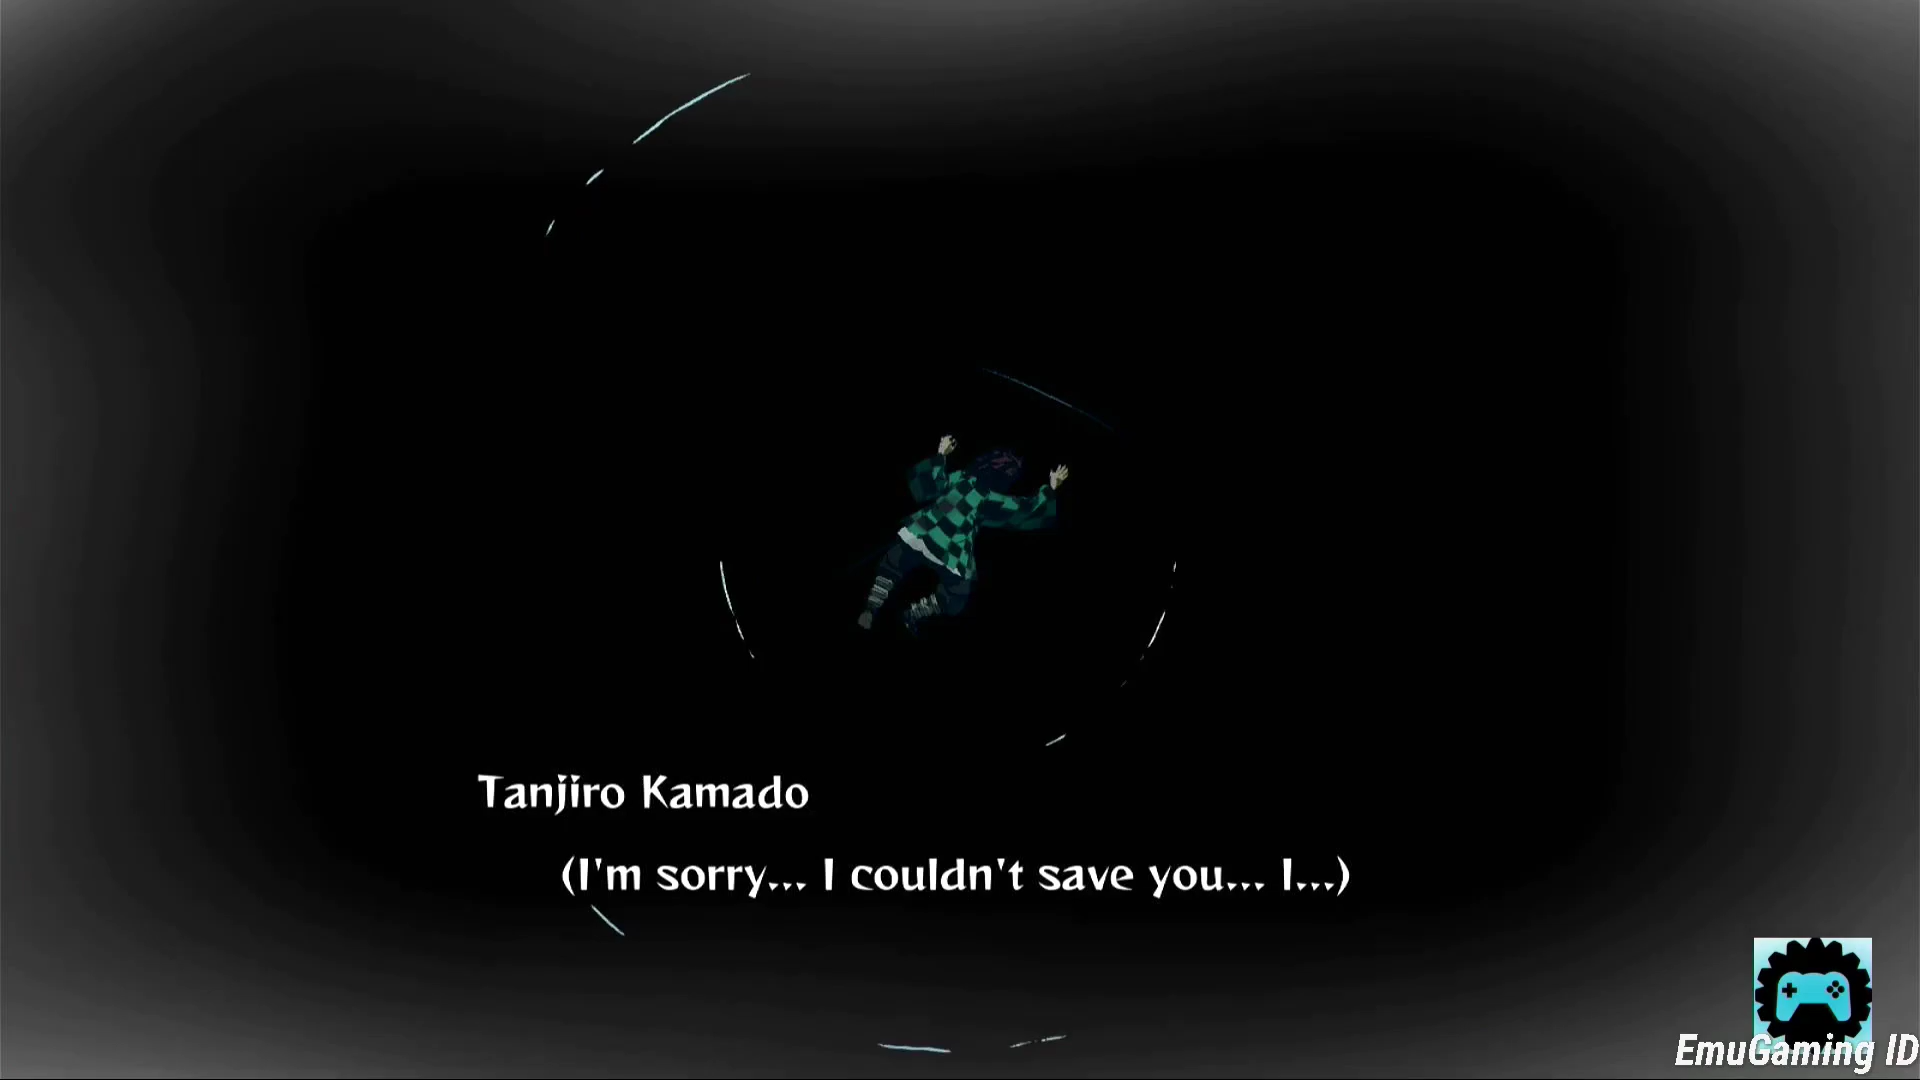 Tanjiro Kamado
(I'm sorry... I couldn't save you... I...)
EmuGaming ID